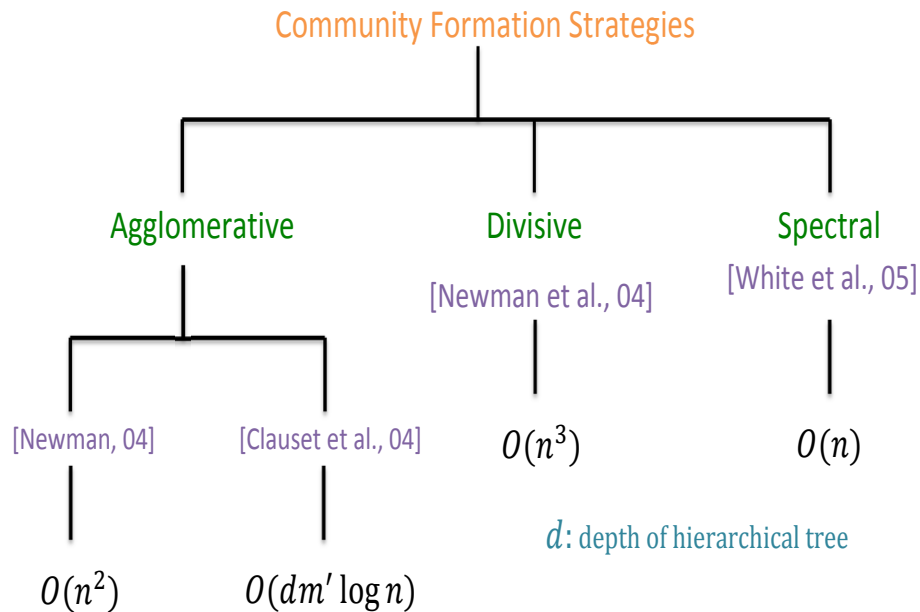 Community Formation Strategies
Agglomerative
Divisive
Spectral
[Newman et al., 04]
[White et al., 05]
[Newman, 04]
[Clauset et al., 04]
O(n³)
O(n)
d: depth of hierarchical tree
O(n²)
O(dm′ log n)